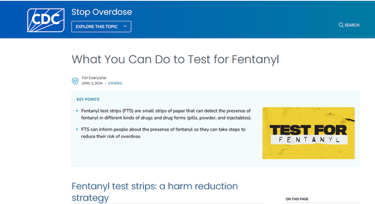 CDC
Stop Overdose
EXPLORE THIS TOPIC
SEARCH
What You Can Do to Test for Fentanyl
For Everyone
APRIL 2, 2024 • ESPAÑOL
KEY POINTS
• Fentanyl test strips (FTS) are small strips of paper that can detect the presence of
fentanyl in different kinds of drugs and drug forms (pills, powder, and injectables).
• FTS can inform people about the presence of fentanyl so they can take steps to
reduce their risk of overdose.
TEST FOR
FENTANYL
Fentanyl test strips: a harm reduction
strategy
ON THIS PAGE